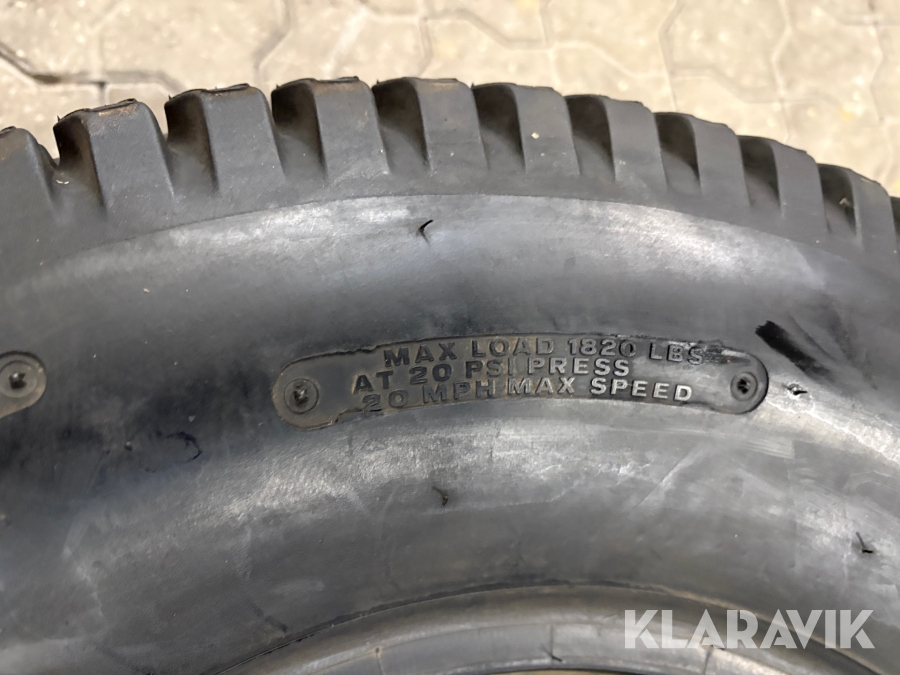 MAX LOAD 1820 LBS
AT 20 PSI PRESS
20 MPH MAX SPEED
KLARAVIK